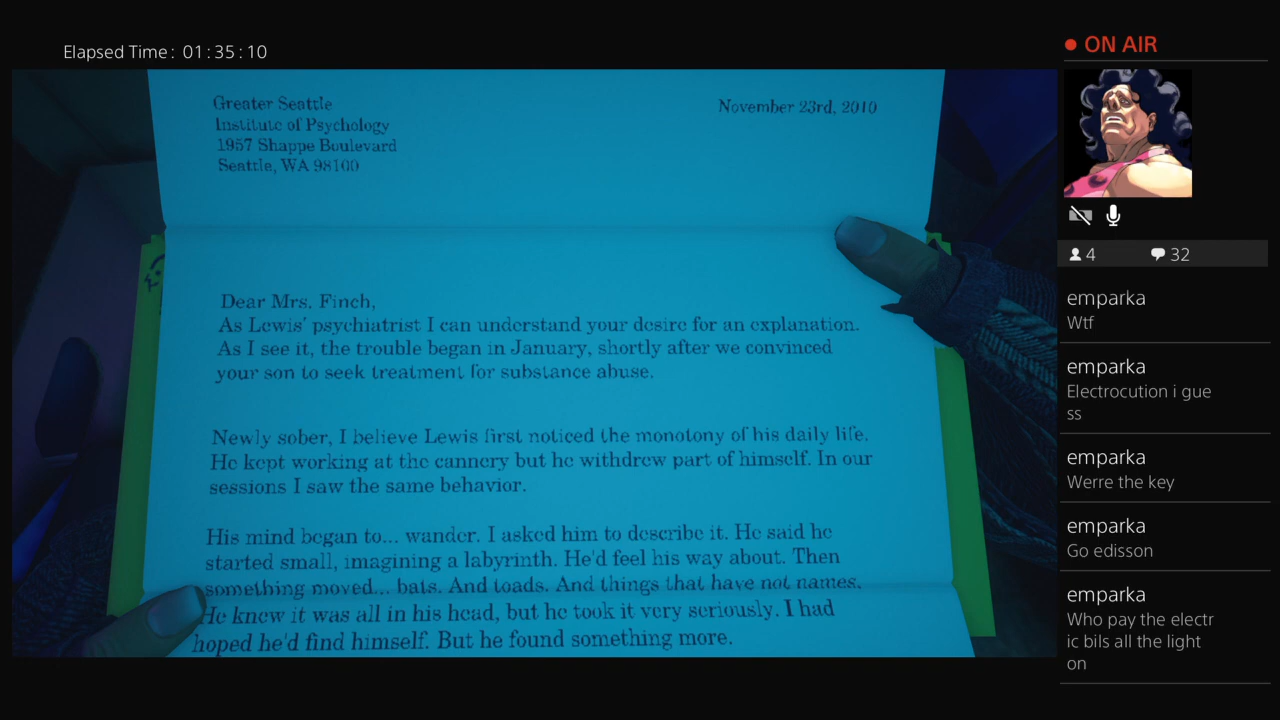 Elapsed Time: 01:35:10
ON AIR
Greater Seattle
Institute of Psychology
1957 Shappe Boulevard
Seattle, WA 98100
November 23rd, 2010
Dear Mrs. Finch,
As Lewis' psychiatrist I can understand your desire for an explanation.
As I see it, the trouble began in January, shortly after we convinced
your son to seek treatment for substance abuse.
Newly sober, I believe Lewis first noticed the monotony of his daily life.
He kept working at the cannery but he withdrew part of himself. In our
sessions I saw the same behavior.
His mind began to... wander. I asked him to describe it. He said he
started small, imagining a labyrinth. He'd feel his way about. Then
something moved... bats. And toads. And things that have not names.
He knew it was all in his head, but he took it very seriously. I had
hoped he'd find himself. But he found something more.
4
32
emparka
Wtf
emparka
Electrocution i gue
ss
emparka
Werre the key
emparka
Go edisson
emparka
Who pay the electr
ic bils all the light
on